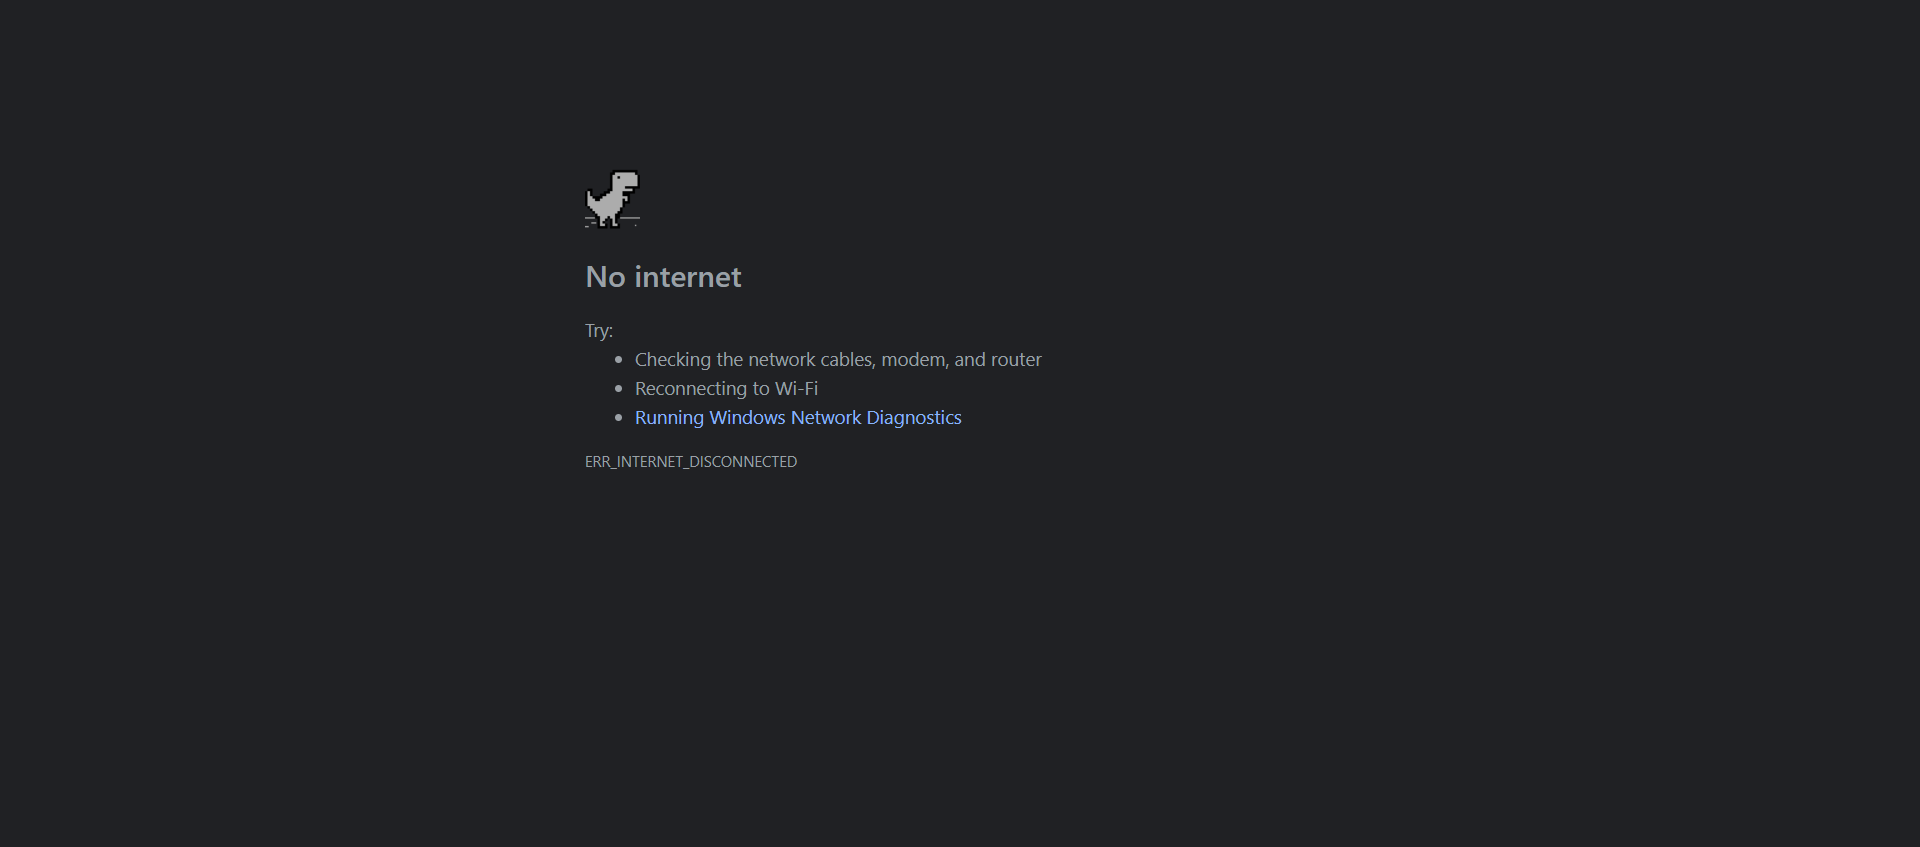 No internet
Try:
Checking the network cables, modem, and router
Reconnecting to Wi-Fi
Running Windows Network Diagnostics
ERR_INTERNET_DISCONNECTED